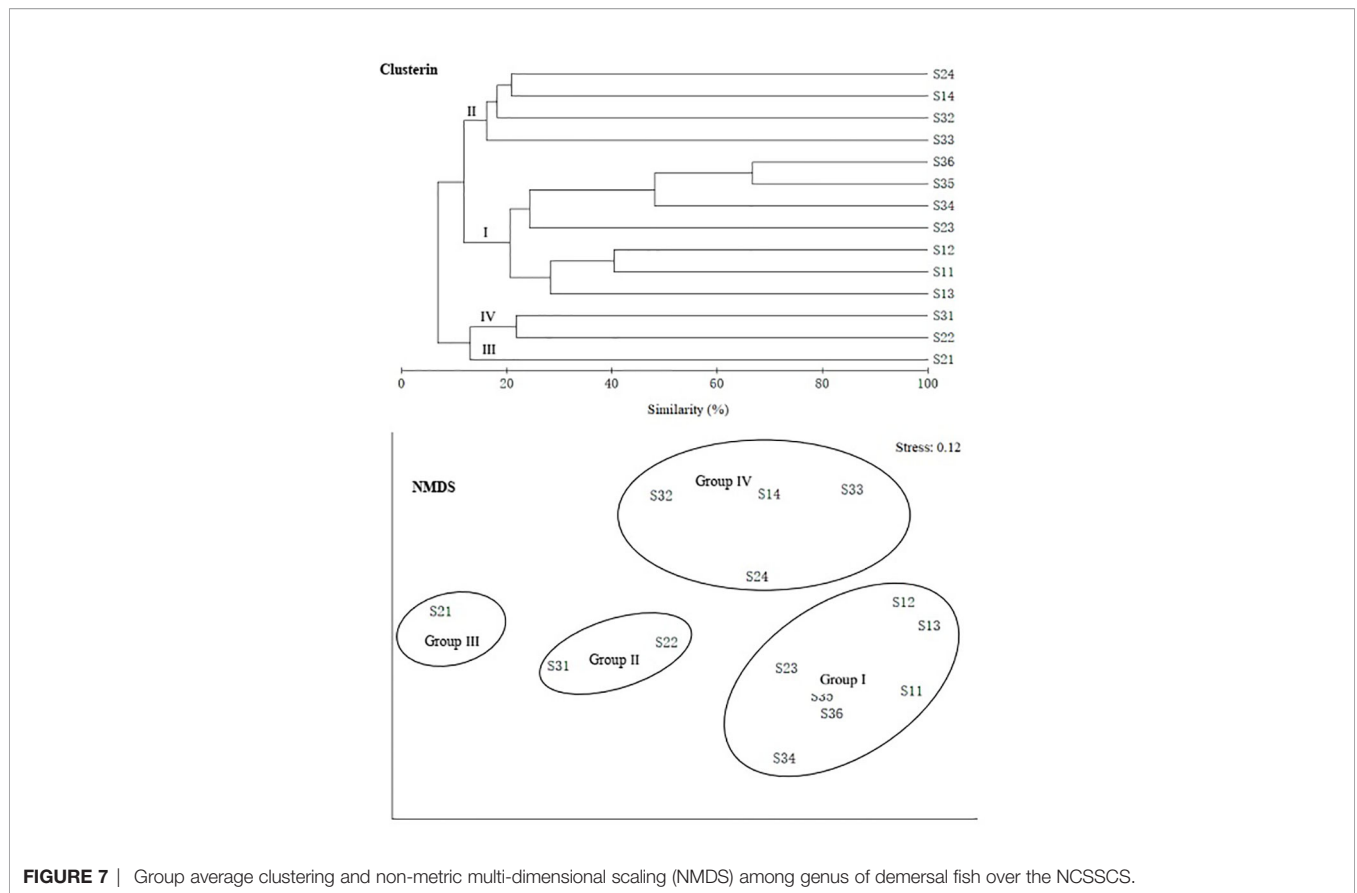 Clusterin
S24
S14
II
S32
S33
S36
S35
S34
S23
I
S12
S11
S13
IV
S31
S22
III
S21
0 20 40 60 80 100
Similarity (%)
Stress: 0.12
NMDS
Group IV
S32 S14 S33
S24
S21
Group III
S22
S31 Group II
S12
S13
S23
Group I
S35
S11
S36
S34
FIGURE 7 | Group average clustering and non-metric multi-dimensional scaling (NMDS) among genus of demersal fish over the NCSSCS.